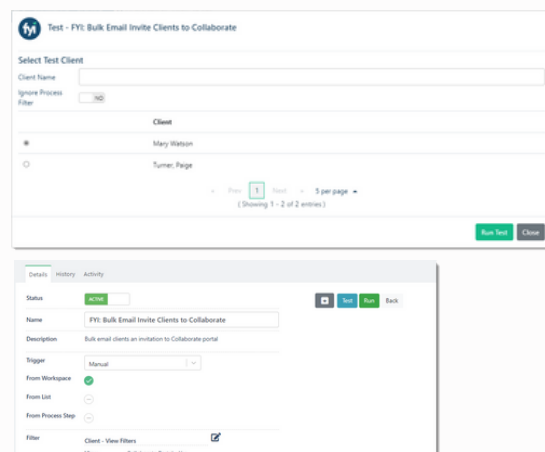 fyi Test - FYI: Bulk Email Invite Clients to Collaborate
Select Test Client
Client Name
Ignore Process Filter NO
Client
Mary Watson
Turner, Paige
« Prev 1 Next » 5 per page
( Showing 1 - 2 of 2 entries )
Run Test Close
Details History Activity
Status ACTIVE Test Run Back
Name FYI: Bulk Email Invite Clients to Collaborate
Description Bulk email clients an invitation to Collaborate portal
Trigger Manual
From Workspace
From List
From Process Step
Filter Client - View Filters